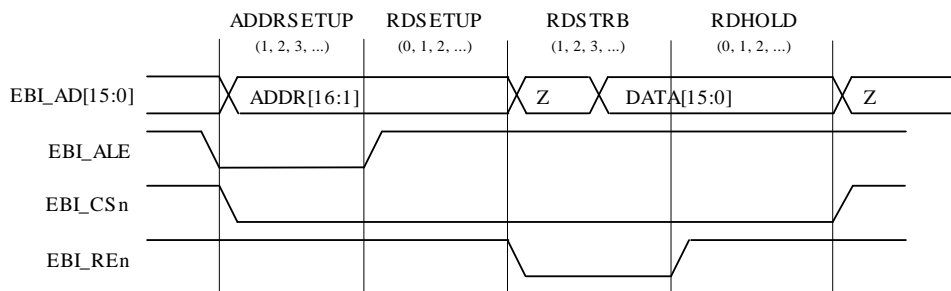 ADDRSETUP RDSETUP RDSTRB RDHOLD
(1, 2, 3, ...) (0, 1, 2, ...) (1, 2, 3, ...) (0, 1, 2, ...)
EBI_AD[15:0] ADDR[16:1] Z DATA[15:0] Z
EBI_ALE
EBI_CSn
EBI_REn